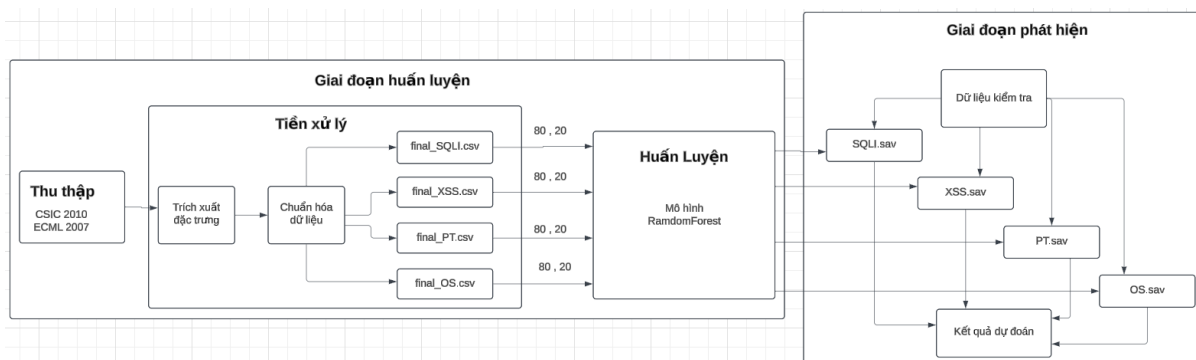 Giai đoạn huấn luyện
Tiền xử lý
Thu thập
CSIC 2010
ECML 2007
Trích xuất
đặc trưng
Chuẩn hóa
dữ liệu
final_SQLI.csv
final_XSS.csv
final_PT.csv
final_OS.csv
80 , 20
80 , 20
80 , 20
80 , 20
Huấn Luyện
Mô hình
RamdomForest
Giai đoạn phát hiện
Dữ liệu kiểm tra
SQLI.sav
XSS.sav
PT.sav
OS.sav
Kết quả dự đoán